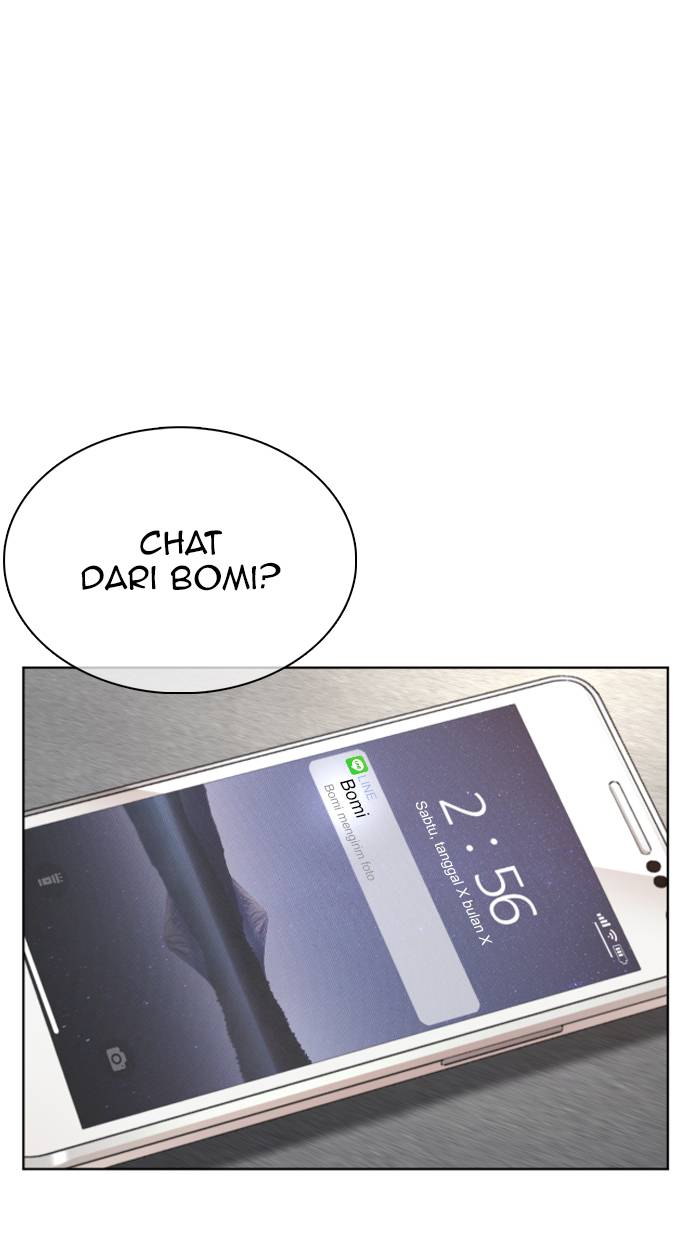 CHAT
DARI BOMI?
LINE
Bomi
Bomi mengirim foto
2:56
Sabtu, tanggal X bulan X